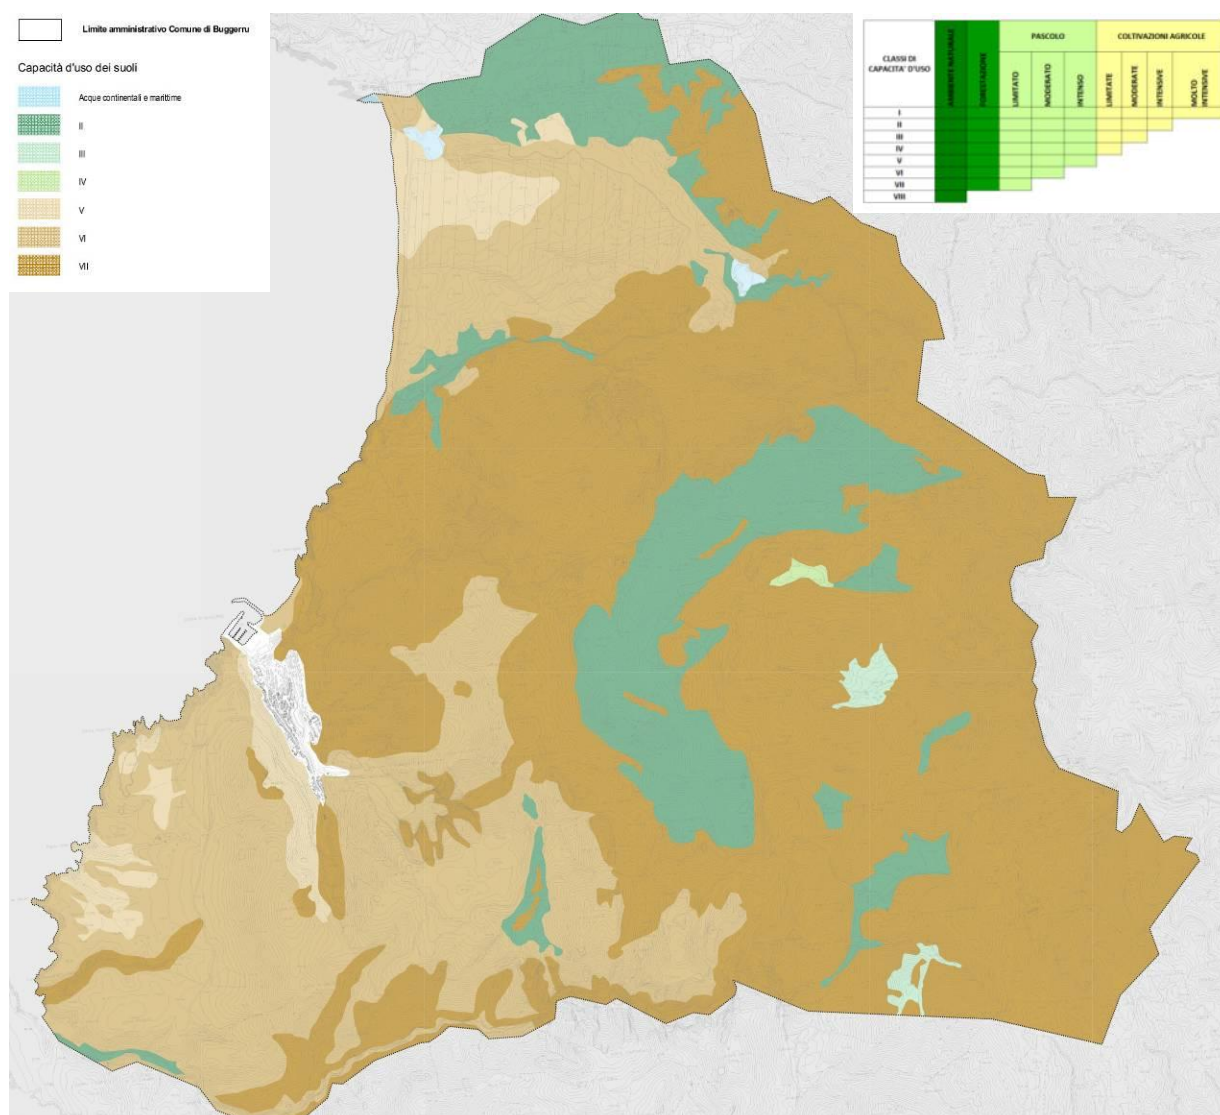 Limite amministrativo Comune di Buggerru
Capacità d'uso dei suoli
Acque continentali e marittime
II
III
IV
V
VI
VII
CLASSI DI
CAPACITA' D'USO
AMBIENTE NATURALE
FORESTAZIONE
PASCOLO
LIMITATO
MODERATO
INTENSO
COLTIVAZIONI AGRICOLE
LIMITATE
MODERATE
INTENSIVE
MOLTO
INTENSIVE
I
II
III
IV
V
VI
VII
VIII